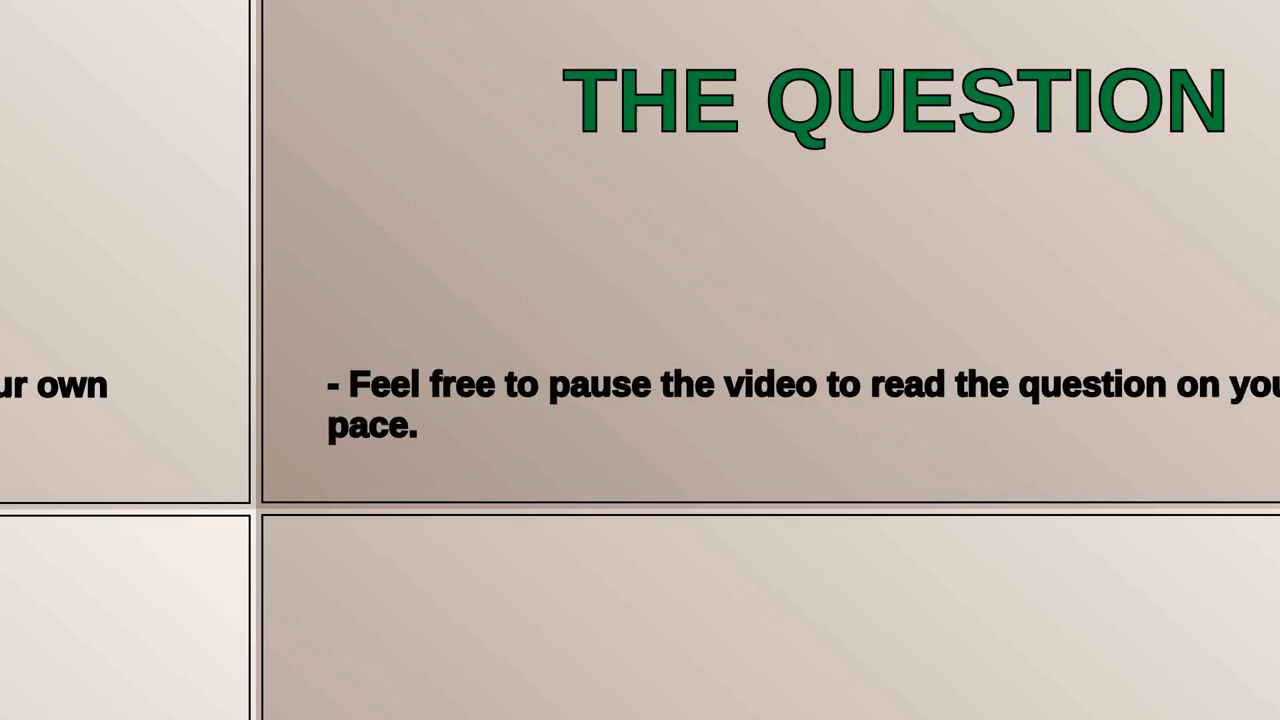 THE QUESTION
ur own
- Feel free to pause the video to read the question on you
pace.